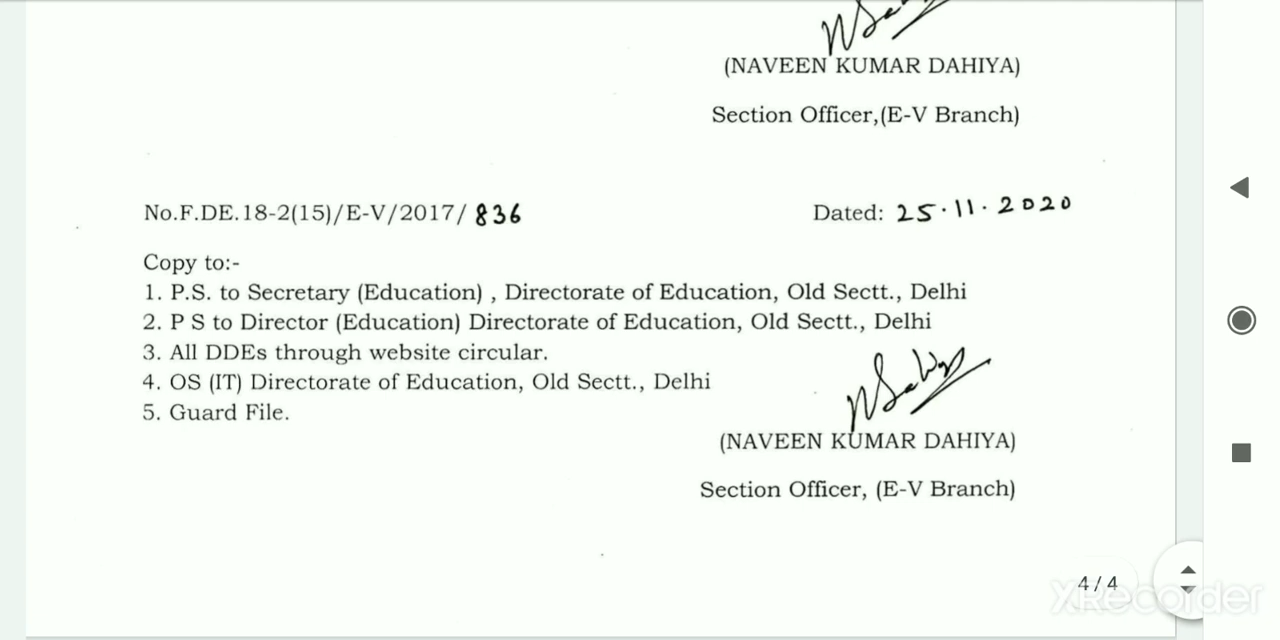 (NAVEEN KUMAR DAHIYA)
Section Officer,(E-V Branch)
No.F.DE.18-2(15)/E-V/2017/ 836 Dated: 25.11.2020
Copy to:-
1. P.S. to Secretary (Education) , Directorate of Education, Old Sectt., Delhi
2. P S to Director (Education) Directorate of Education, Old Sectt., Delhi
3. All DDEs through website circular.
4. OS (IT) Directorate of Education, Old Sectt., Delhi
5. Guard File.
(NAVEEN KUMAR DAHIYA)
Section Officer, (E-V Branch)
4/4
XRecorder